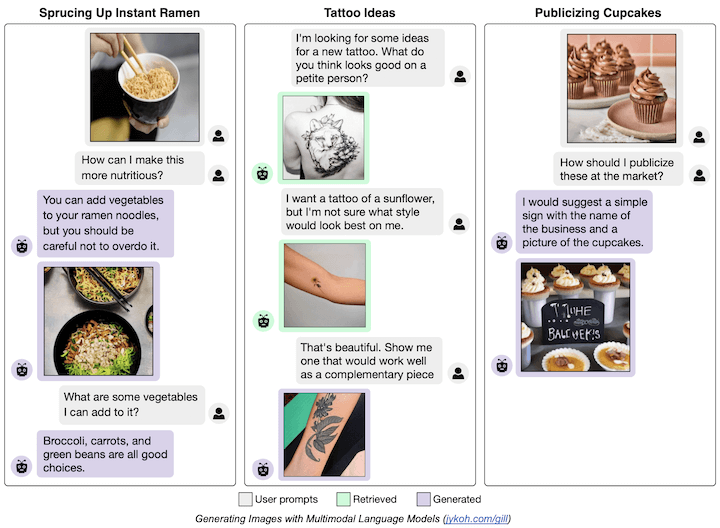 Sprucing Up Instant Ramen
How can I make this
more nutritious?
You can add vegetables
to your ramen noodles,
but you should be
careful not to overdo it.
What are some vegetables
I can add to it?
Broccoli, carrots, and
green beans are all good
choices.
Tattoo Ideas
I'm looking for some ideas
for a new tattoo. What do
you think looks good on a
petite person?
I want a tattoo of a sunflower,
but I'm not sure what style
would look best on me.
That's beautiful. Show me
one that would work well
as a complementary piece
Publicizing Cupcakes
How should I publicize
these at the market?
I would suggest a simple
sign with the name of
the business and a
picture of the cupcakes.
User prompts
Retrieved
Generated
Generating Images with Multimodal Language Models (jykoh.com/gill)